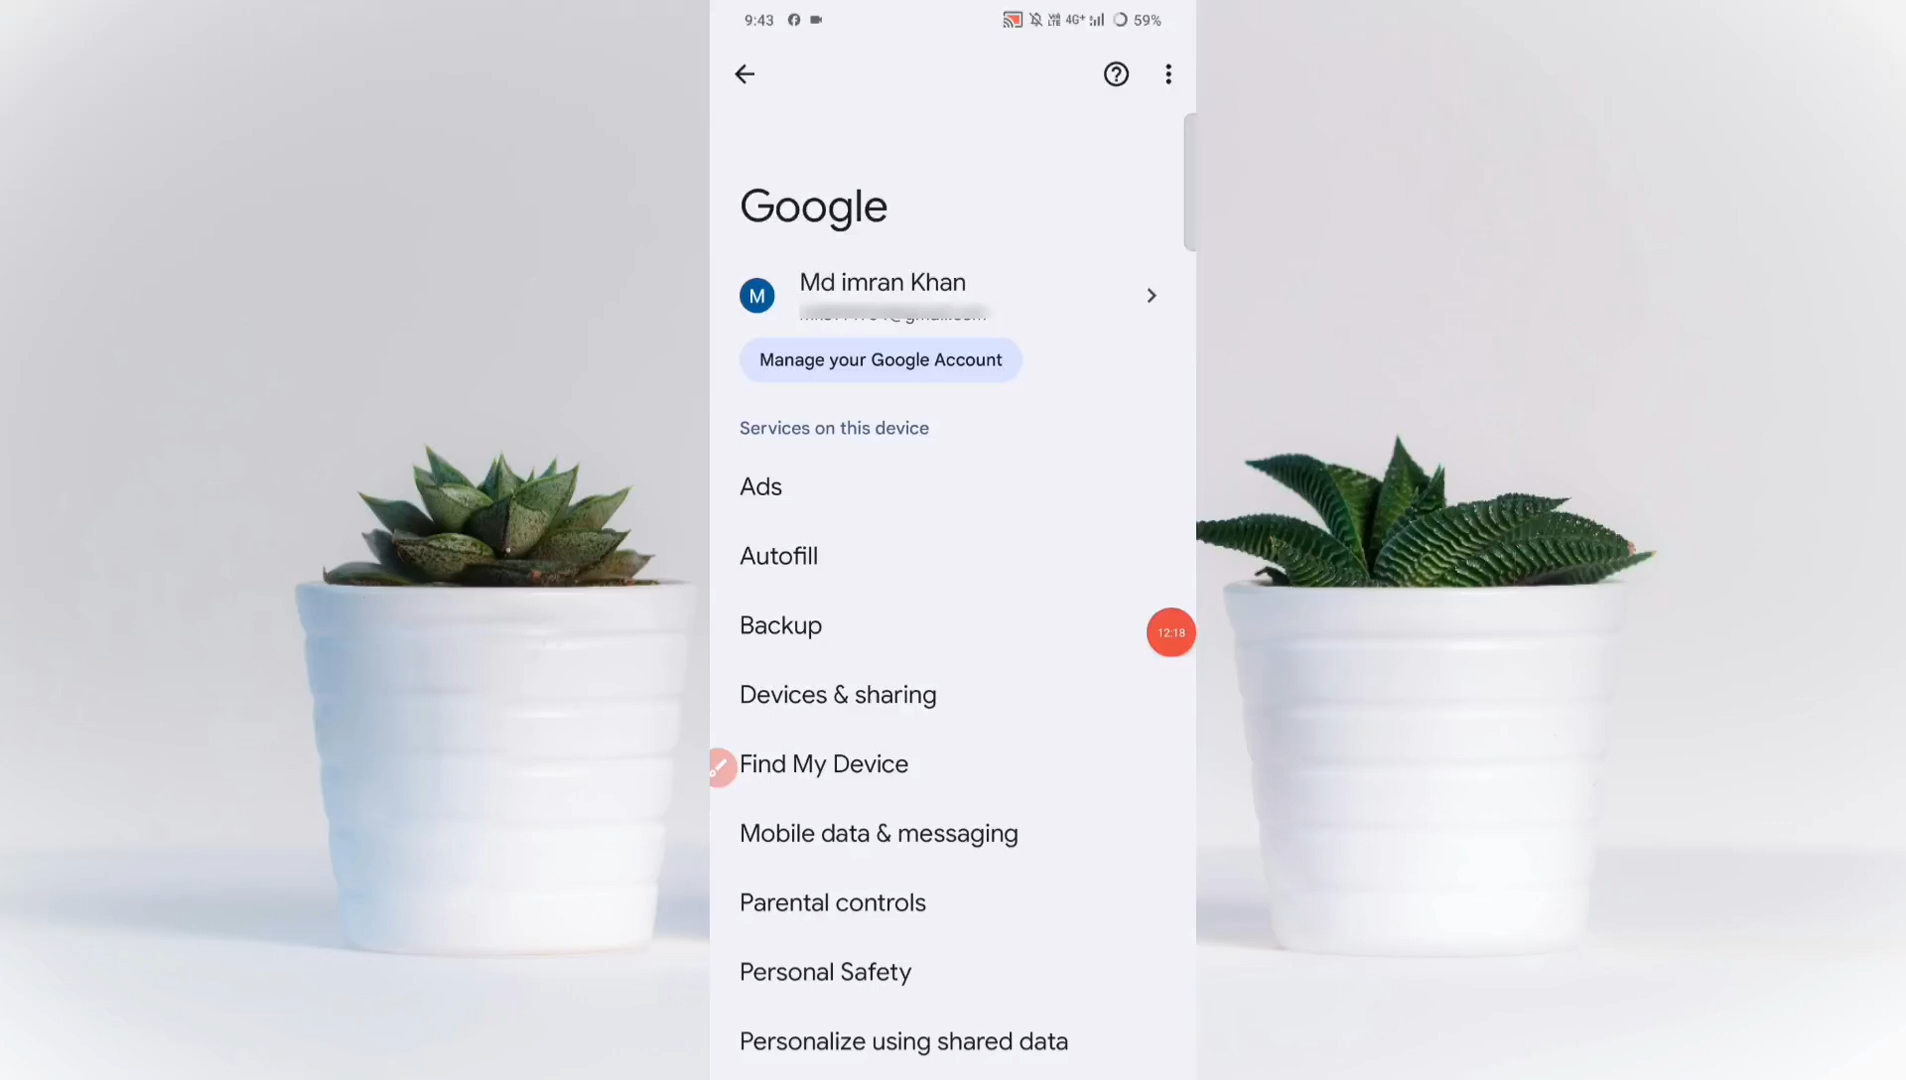 9:43 4G+ 59%
Google
M Md imran Khan
Manage your Google Account
Services on this device
Ads
Autofill
Backup
12:18
Devices & sharing
Find My Device
Mobile data & messaging
Parental controls
Personal Safety
Personalize using shared data